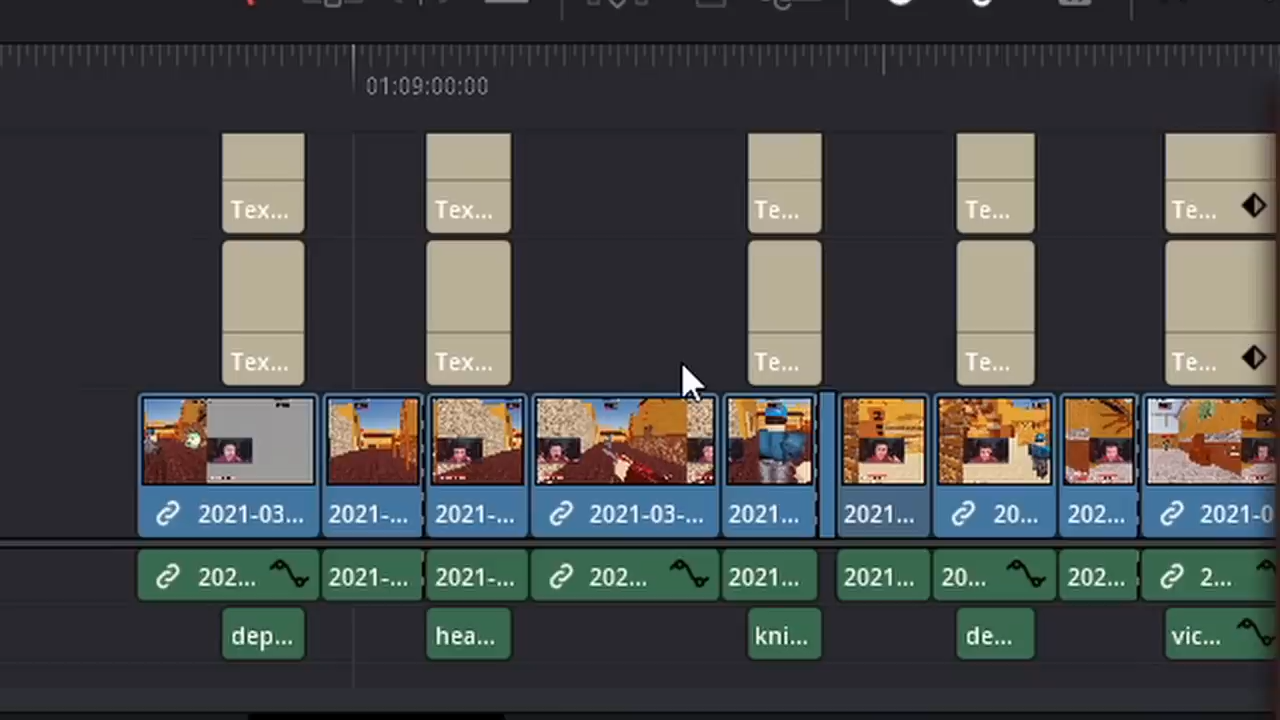 01:09:00:00
Tex... Tex... Te... Te... Te...
Tex... Tex... Te... Te... Te...
2021-03... 2021-... 2021-... 2021-03-... 2021... 2021... 20... 202... 2021-0
202... 2021-... 2021-... 202... 2021... 2021... 20... 202... 2...
dep... hea... kni... de... vic...